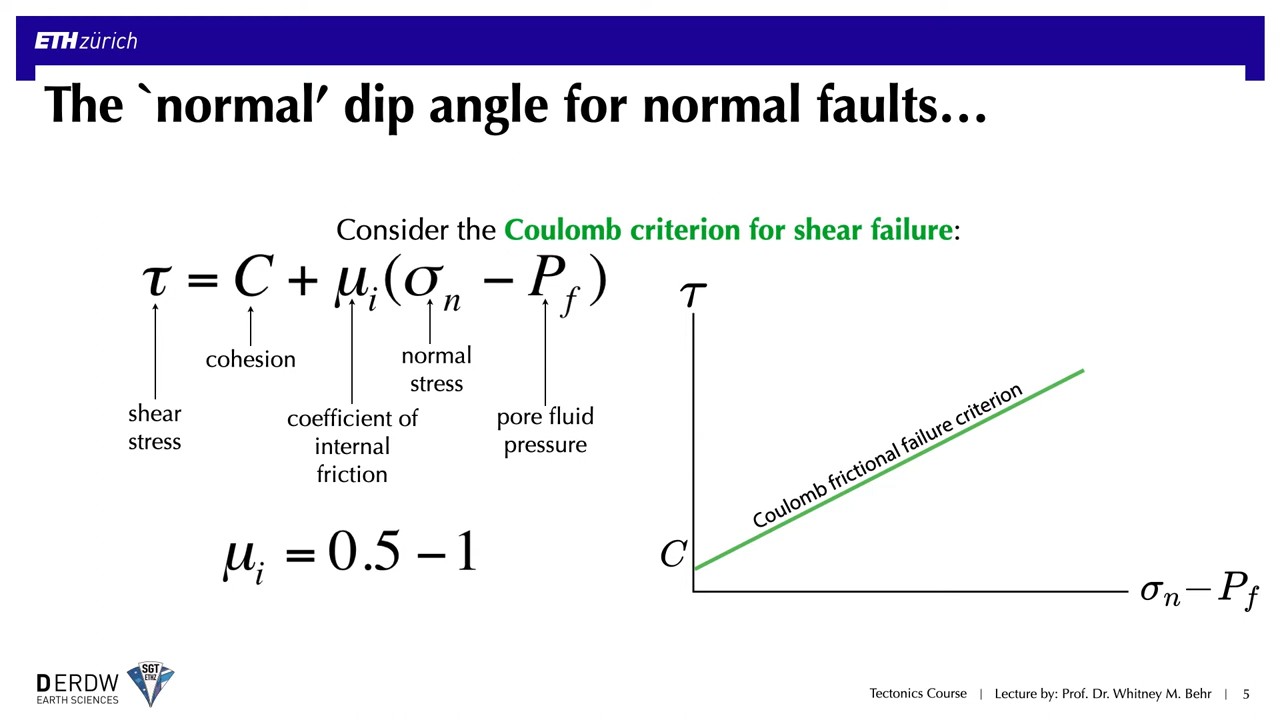 ETH zürich
The `normal' dip angle for normal faults…
Consider the Coulomb criterion for shear failure:
τ = C + μᵢ(σₙ − P_f)
cohesion
normal
stress
shear
stress
coefficient of
internal
friction
pore fluid
pressure
μᵢ = 0.5 − 1
τ
Coulomb frictional failure criterion
C
σₙ − P_f
DERDW
EARTH SCIENCES
SGT
ETHZ
Tectonics Course | Lecture by: Prof. Dr. Whitney M. Behr | 5